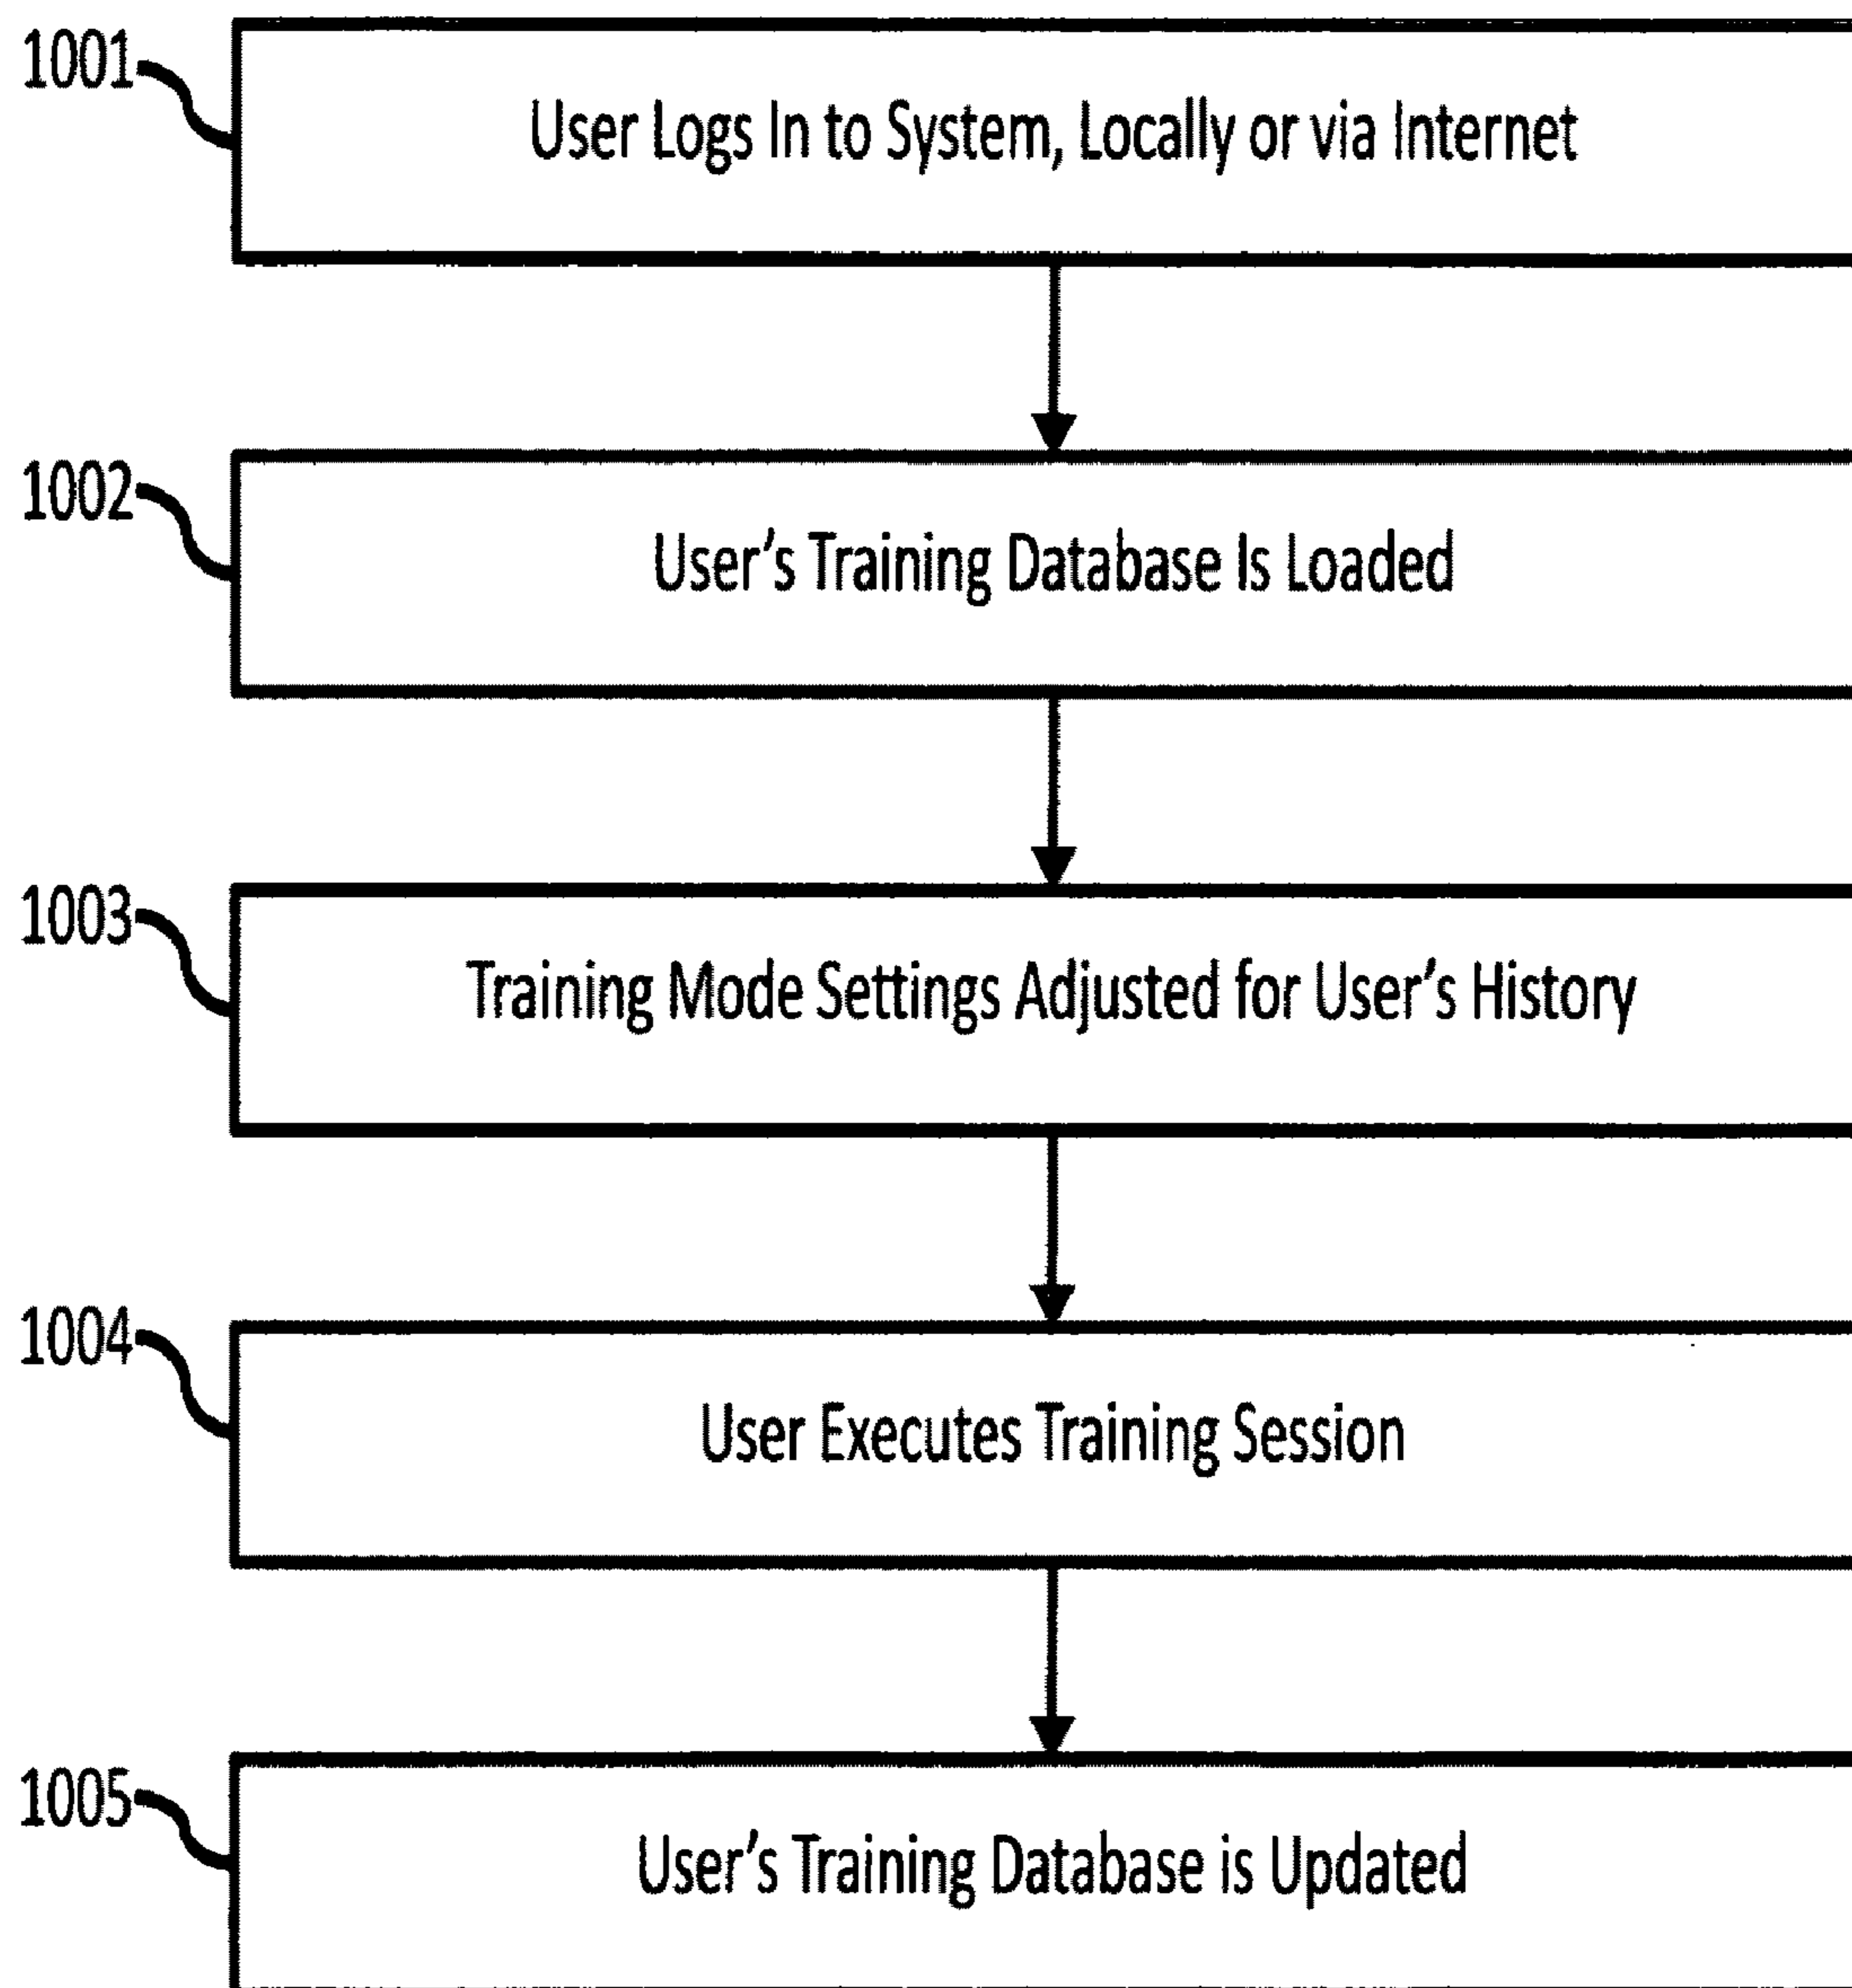 1001
User Logs In to System, Locally or via Internet
1002
User's Training Database Is Loaded
1003
Training Mode Settings Adjusted for User's History
1004
User Executes Training Session
1005
User's Training Database is Updated